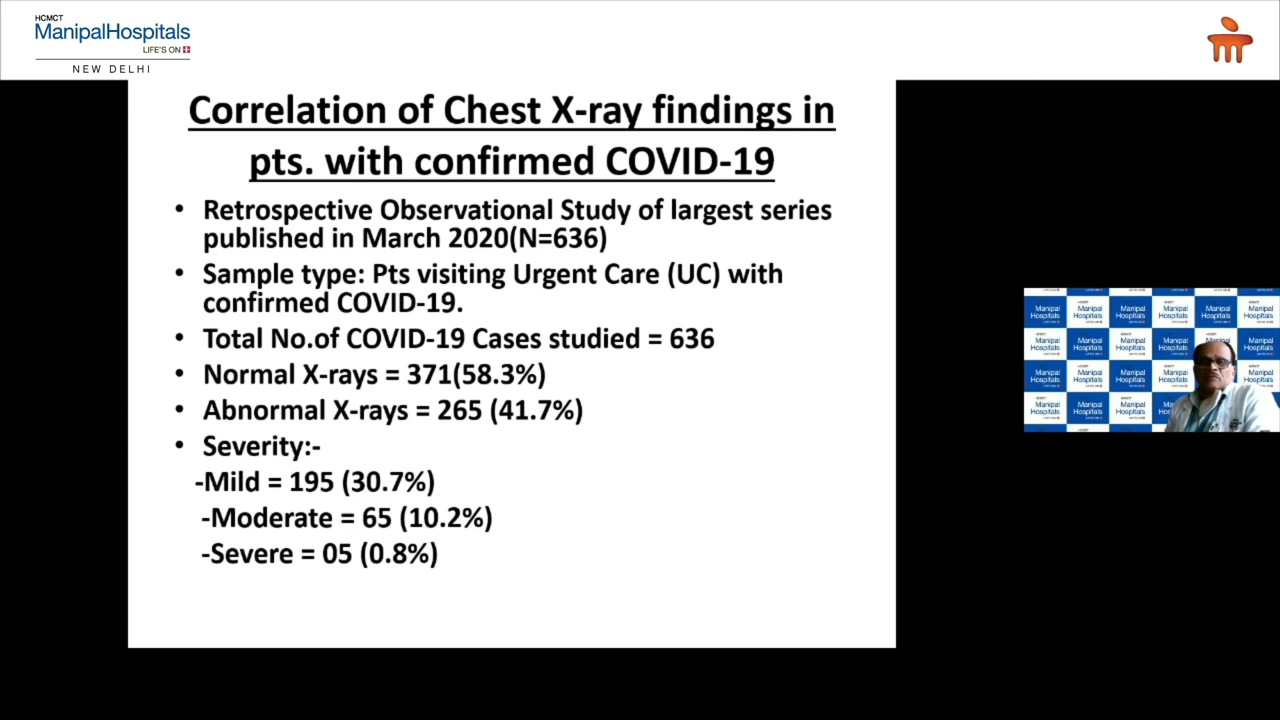 HCMCT
ManipalHospitals
LIFE'S ON
NEW DELHI
Correlation of Chest X-ray findings in
pts. with confirmed COVID-19
• Retrospective Observational Study of largest series
published in March 2020(N=636)
• Sample type: Pts visiting Urgent Care (UC) with
confirmed COVID-19.
• Total No.of COVID-19 Cases studied = 636
• Normal X-rays = 371(58.3%)
• Abnormal X-rays = 265 (41.7%)
• Severity:-
-Mild = 195 (30.7%)
-Moderate = 65 (10.2%)
-Severe = 05 (0.8%)
Manipal Hospitals